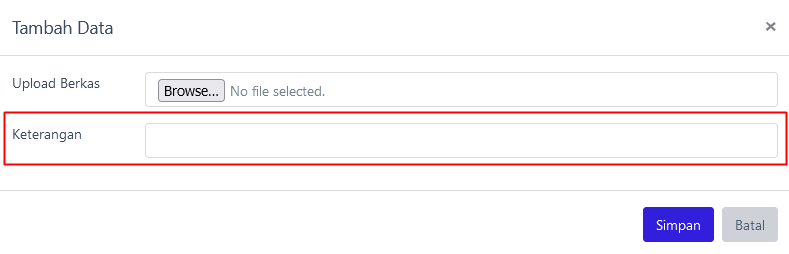 Tambah Data ×
Upload Berkas Browse... No file selected.
Keterangan
Simpan Batal